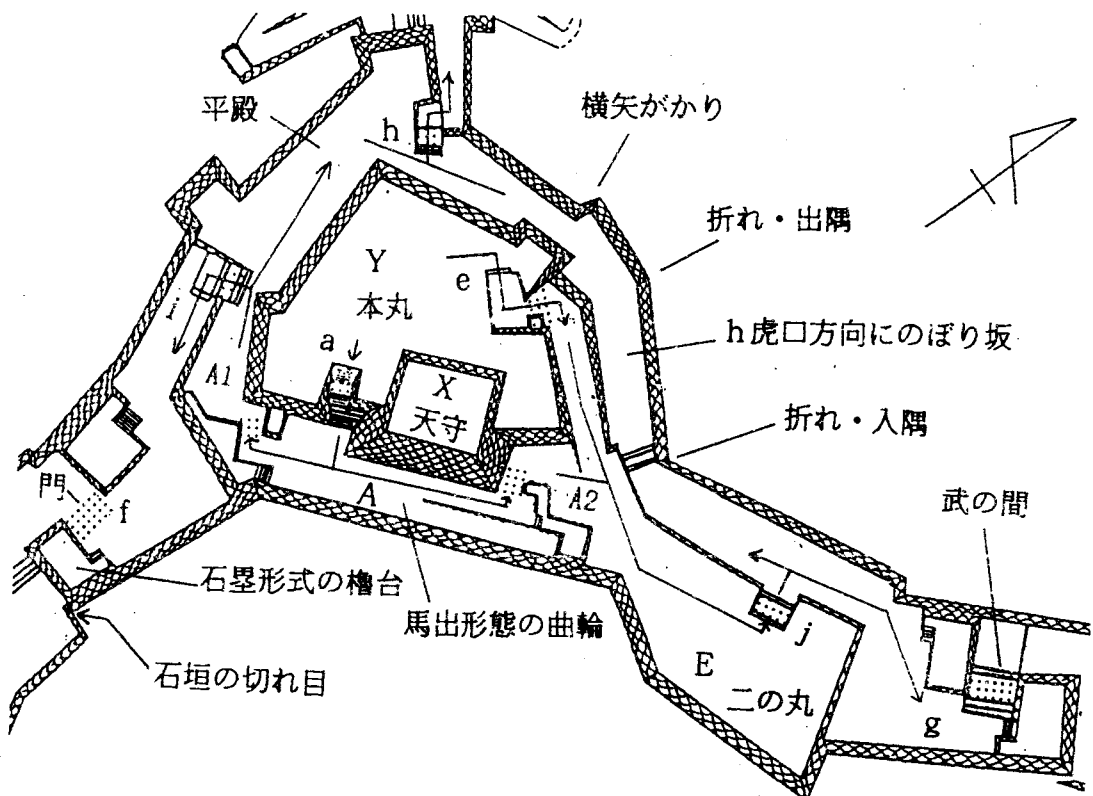 平殿
横矢がかり
h
折れ・出隅
Y
本丸
e
h虎口方向にのぼり坂
i
a
A1
X
天守
折れ・入隅
門
f
A
A2
武の間
石塁形式の櫓台
馬出形態の曲輪
j
石垣の切れ目
E
二の丸
g